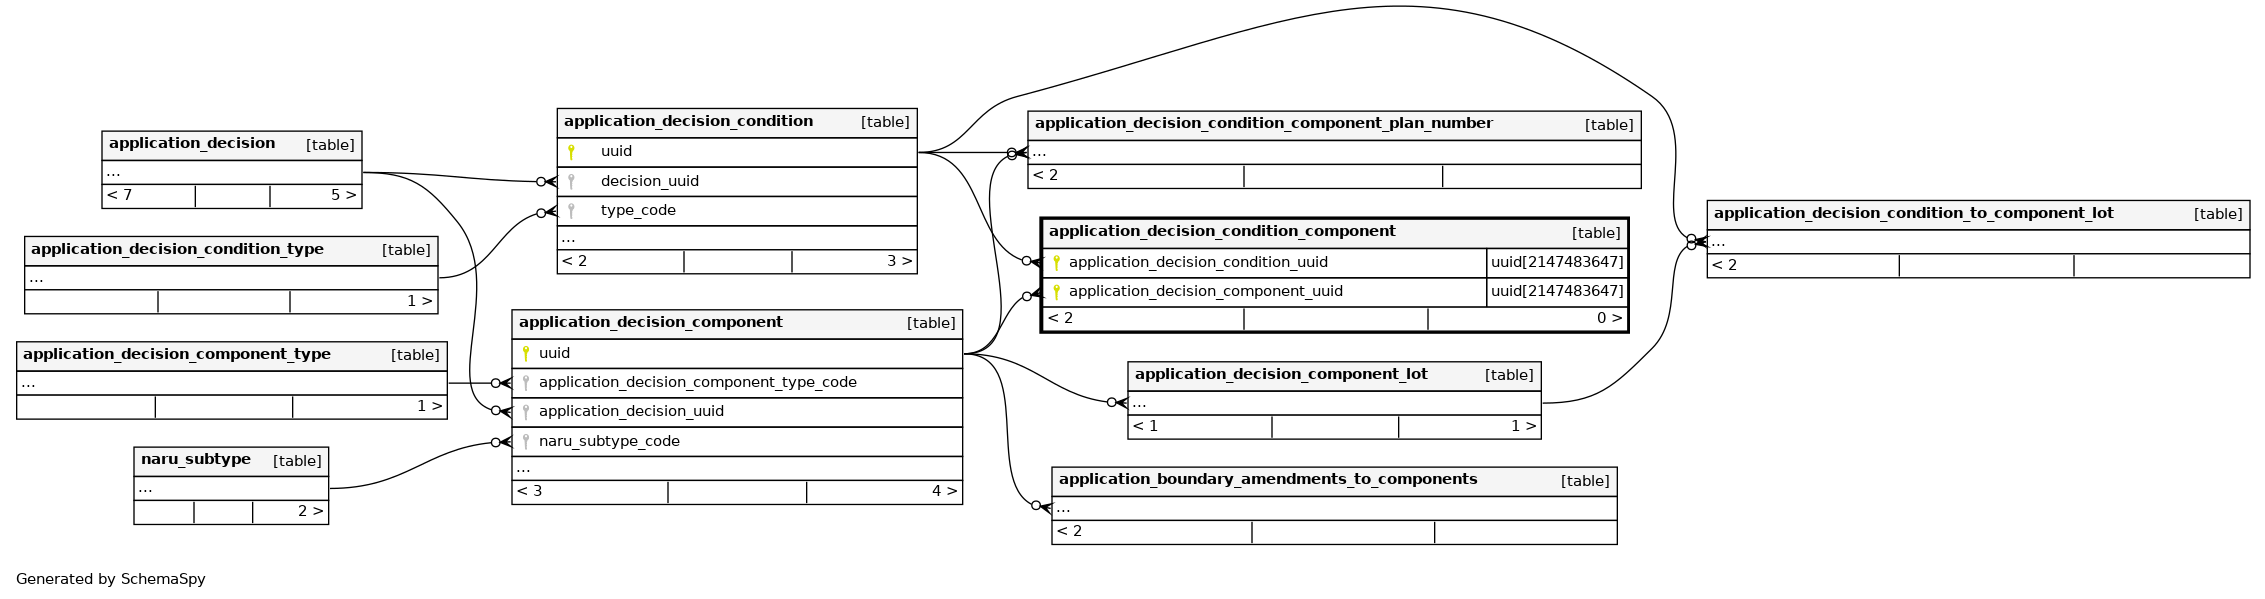 application_decision [table]
...
< 7 5 >
application_decision_condition_type [table]
...
1 >
application_decision_component_type [table]
...
1 >
naru_subtype [table]
...
2 >
application_decision_condition [table]
uuid
decision_uuid
type_code
...
< 2 3 >
application_decision_component [table]
uuid
application_decision_component_type_code
application_decision_uuid
naru_subtype_code
...
< 3 4 >
application_decision_condition_component_plan_number [table]
...
< 2
application_decision_condition_component [table]
application_decision_condition_uuid uuid[2147483647]
application_decision_component_uuid uuid[2147483647]
< 2 0 >
application_decision_component_lot [table]
...
< 1 1 >
application_boundary_amendments_to_components [table]
...
< 2
application_decision_condition_to_component_lot [table]
...
< 2
Generated by SchemaSpy